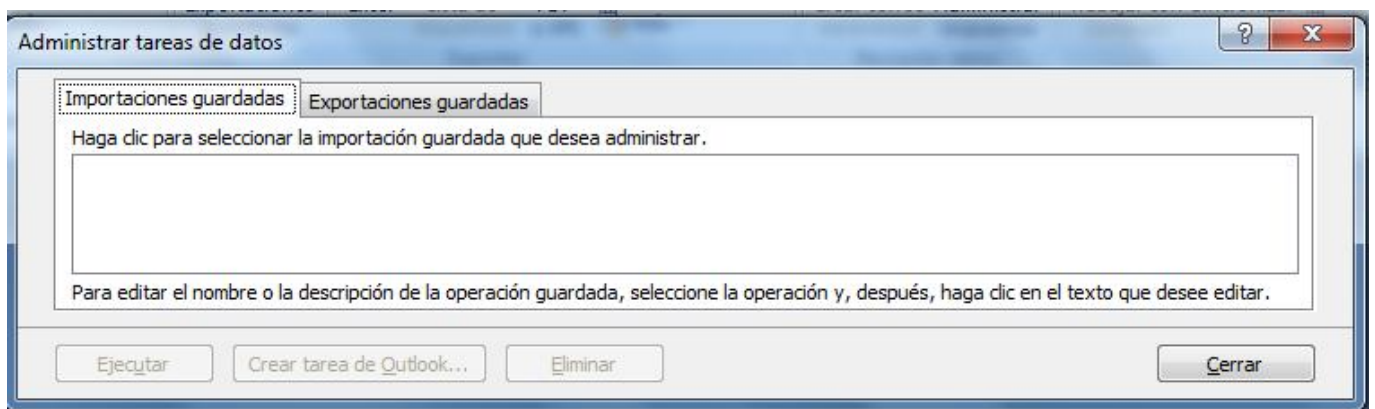 Administrar tareas de datos
?
X
Importaciones guardadas
Exportaciones guardadas
Haga clic para seleccionar la importación guardada que desea administrar.
Para editar el nombre o la descripción de la operación guardada, seleccione la operación y, después, haga clic en el texto que desee editar.
Ejecutar
Crear tarea de Outlook...
Eliminar
Cerrar